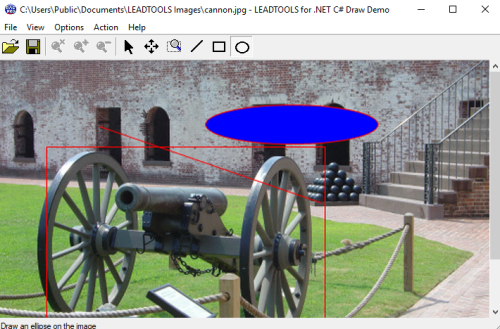 C:\Users\Public\Documents\LEADTOOLS Images\cannon.jpg - LEADTOOLS for .NET C# Draw Demo
File View Options Action Help
Draw an ellipse on the image